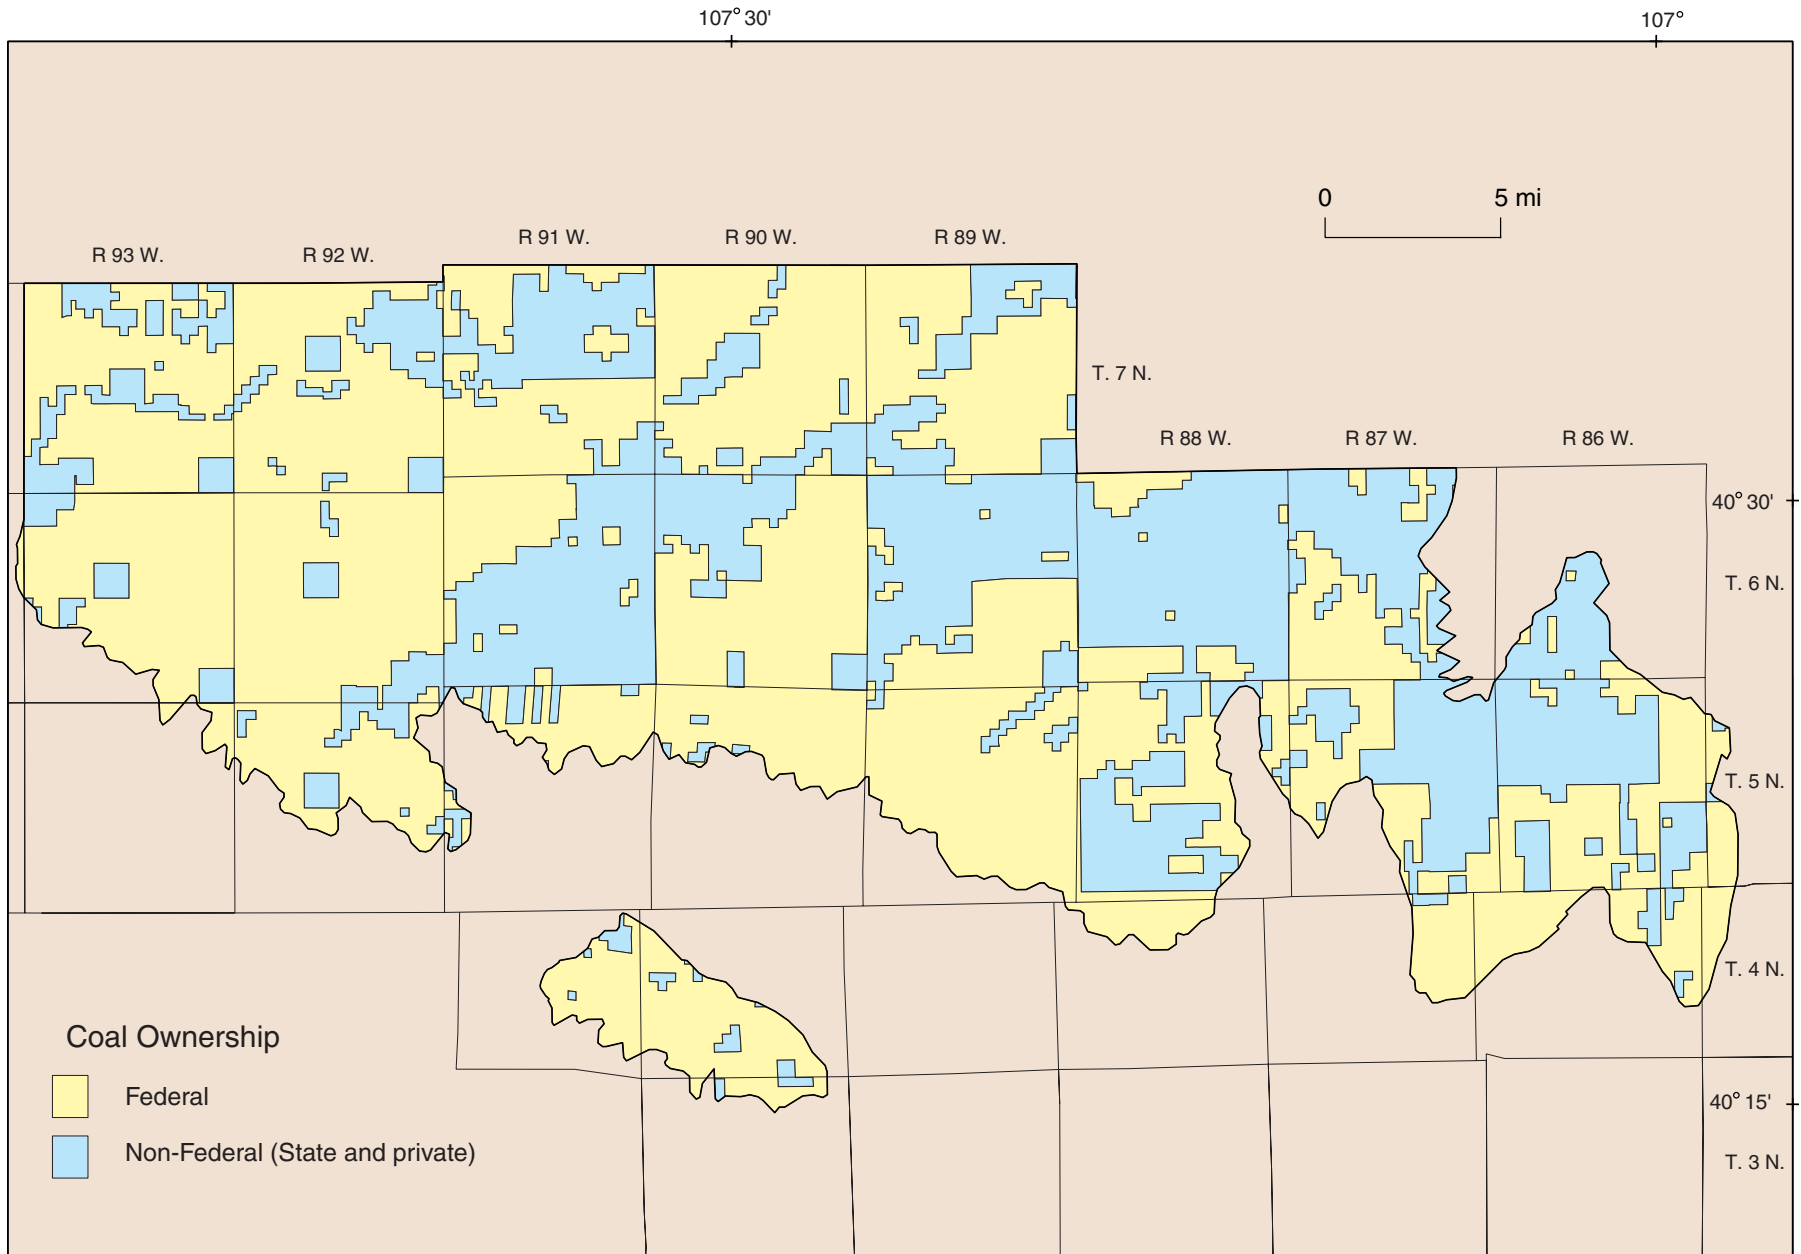 107° 30'
107°
0
5 mi
R 93 W.
R 92 W.
R 91 W.
R 90 W.
R 89 W.
T. 7 N.
R 88 W.
R 87 W.
R 86 W.
40° 30'
T. 6 N.
T. 5 N.
T. 4 N.
Coal Ownership
Federal
Non-Federal (State and private)
40° 15'
T. 3 N.